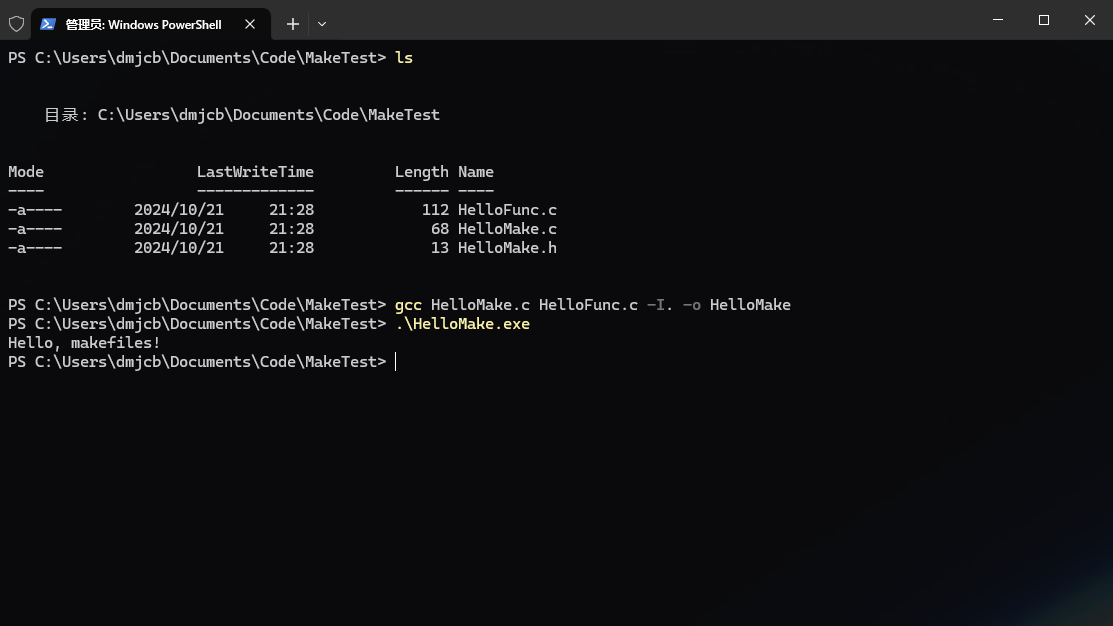 管理员: Windows PowerShell
PS C:\Users\dmjcb\Documents\Code\MakeTest> ls
目录: C:\Users\dmjcb\Documents\Code\MakeTest
Mode                 LastWriteTime         Length Name
----                 -------------         ------ ----
-a----        2024/10/21     21:28            112 HelloFunc.c
-a----        2024/10/21     21:28             68 HelloMake.c
-a----        2024/10/21     21:28             13 HelloMake.h
PS C:\Users\dmjcb\Documents\Code\MakeTest> gcc HelloMake.c HelloFunc.c -I. -o HelloMake
PS C:\Users\dmjcb\Documents\Code\MakeTest> .\HelloMake.exe
Hello, makefiles!
PS C:\Users\dmjcb\Documents\Code\MakeTest>